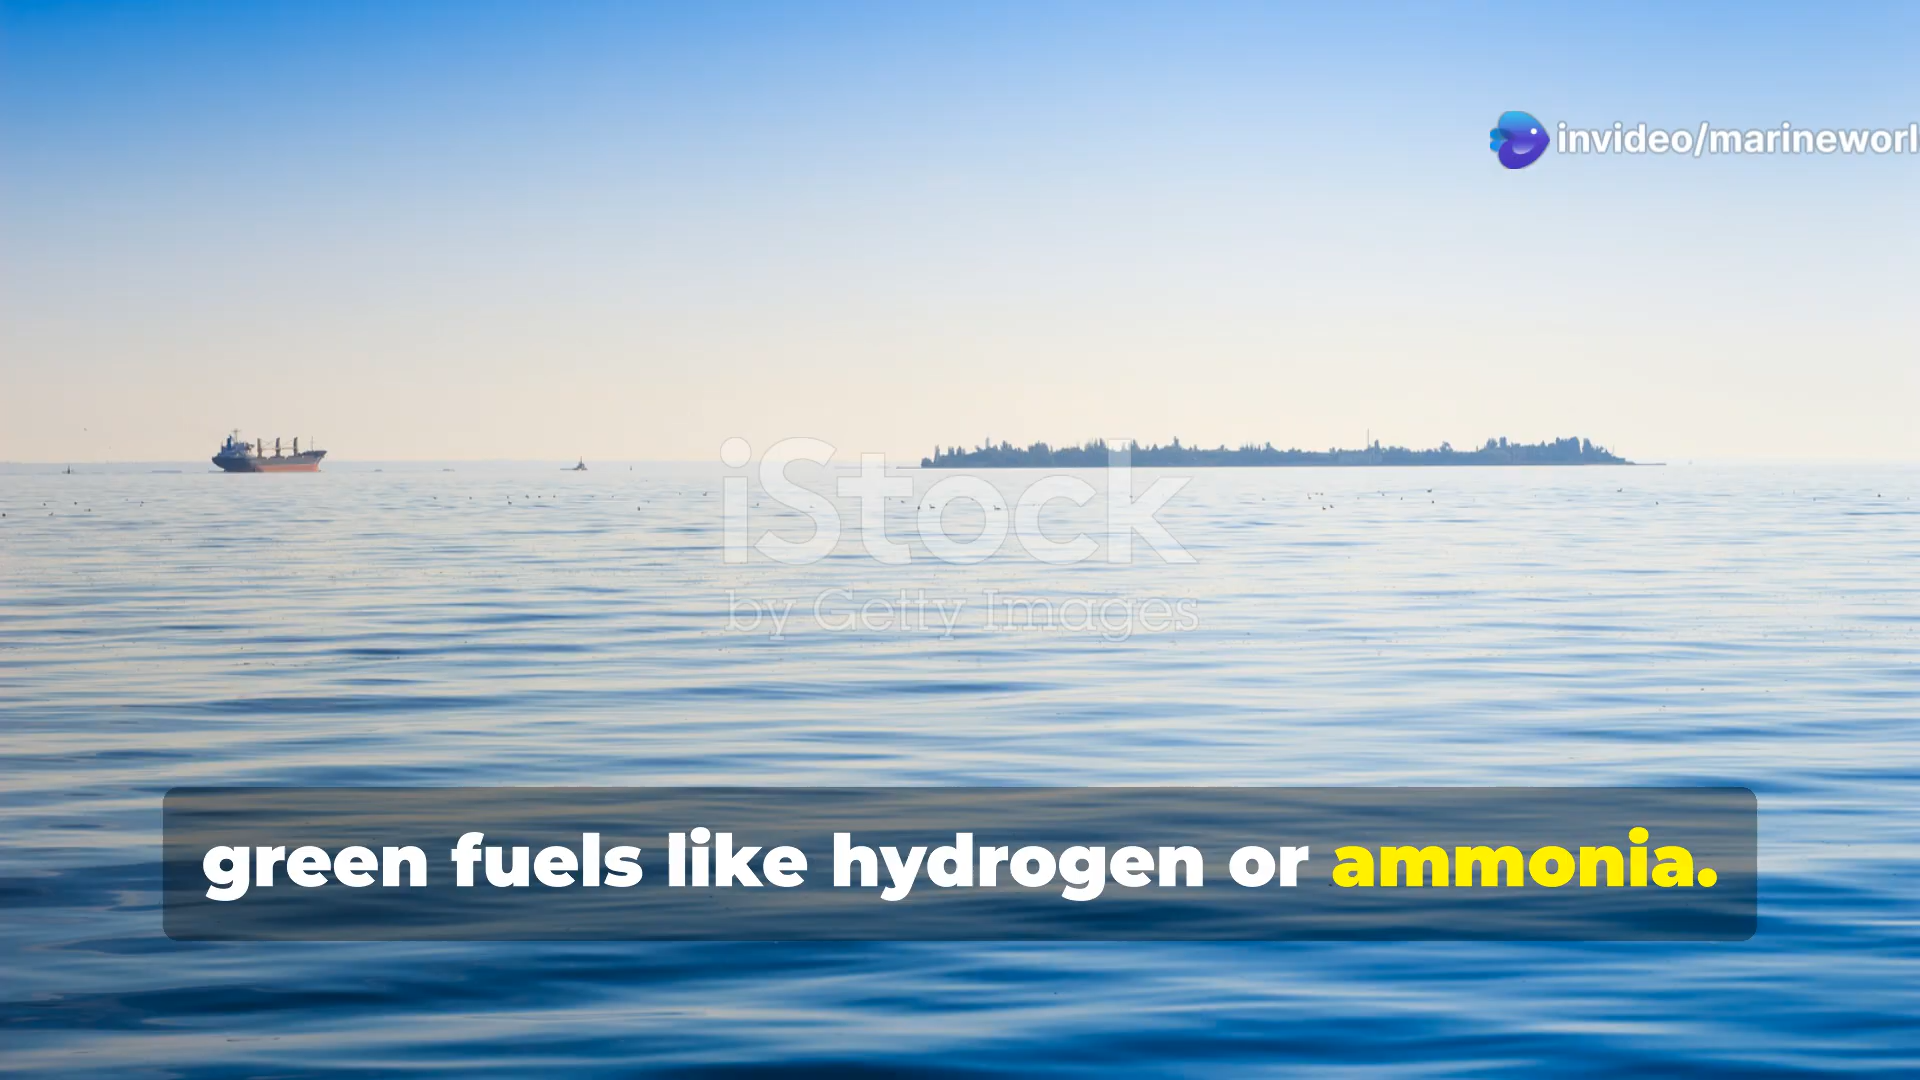 invideo/marineworl
iStock
by Getty Images
green fuels like hydrogen or ammonia.